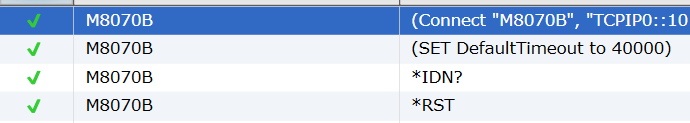 M8070B (Connect "M8070B", "TCPIP0::10
M8070B (SET DefaultTimeout to 40000)
M8070B *IDN?
M8070B *RST